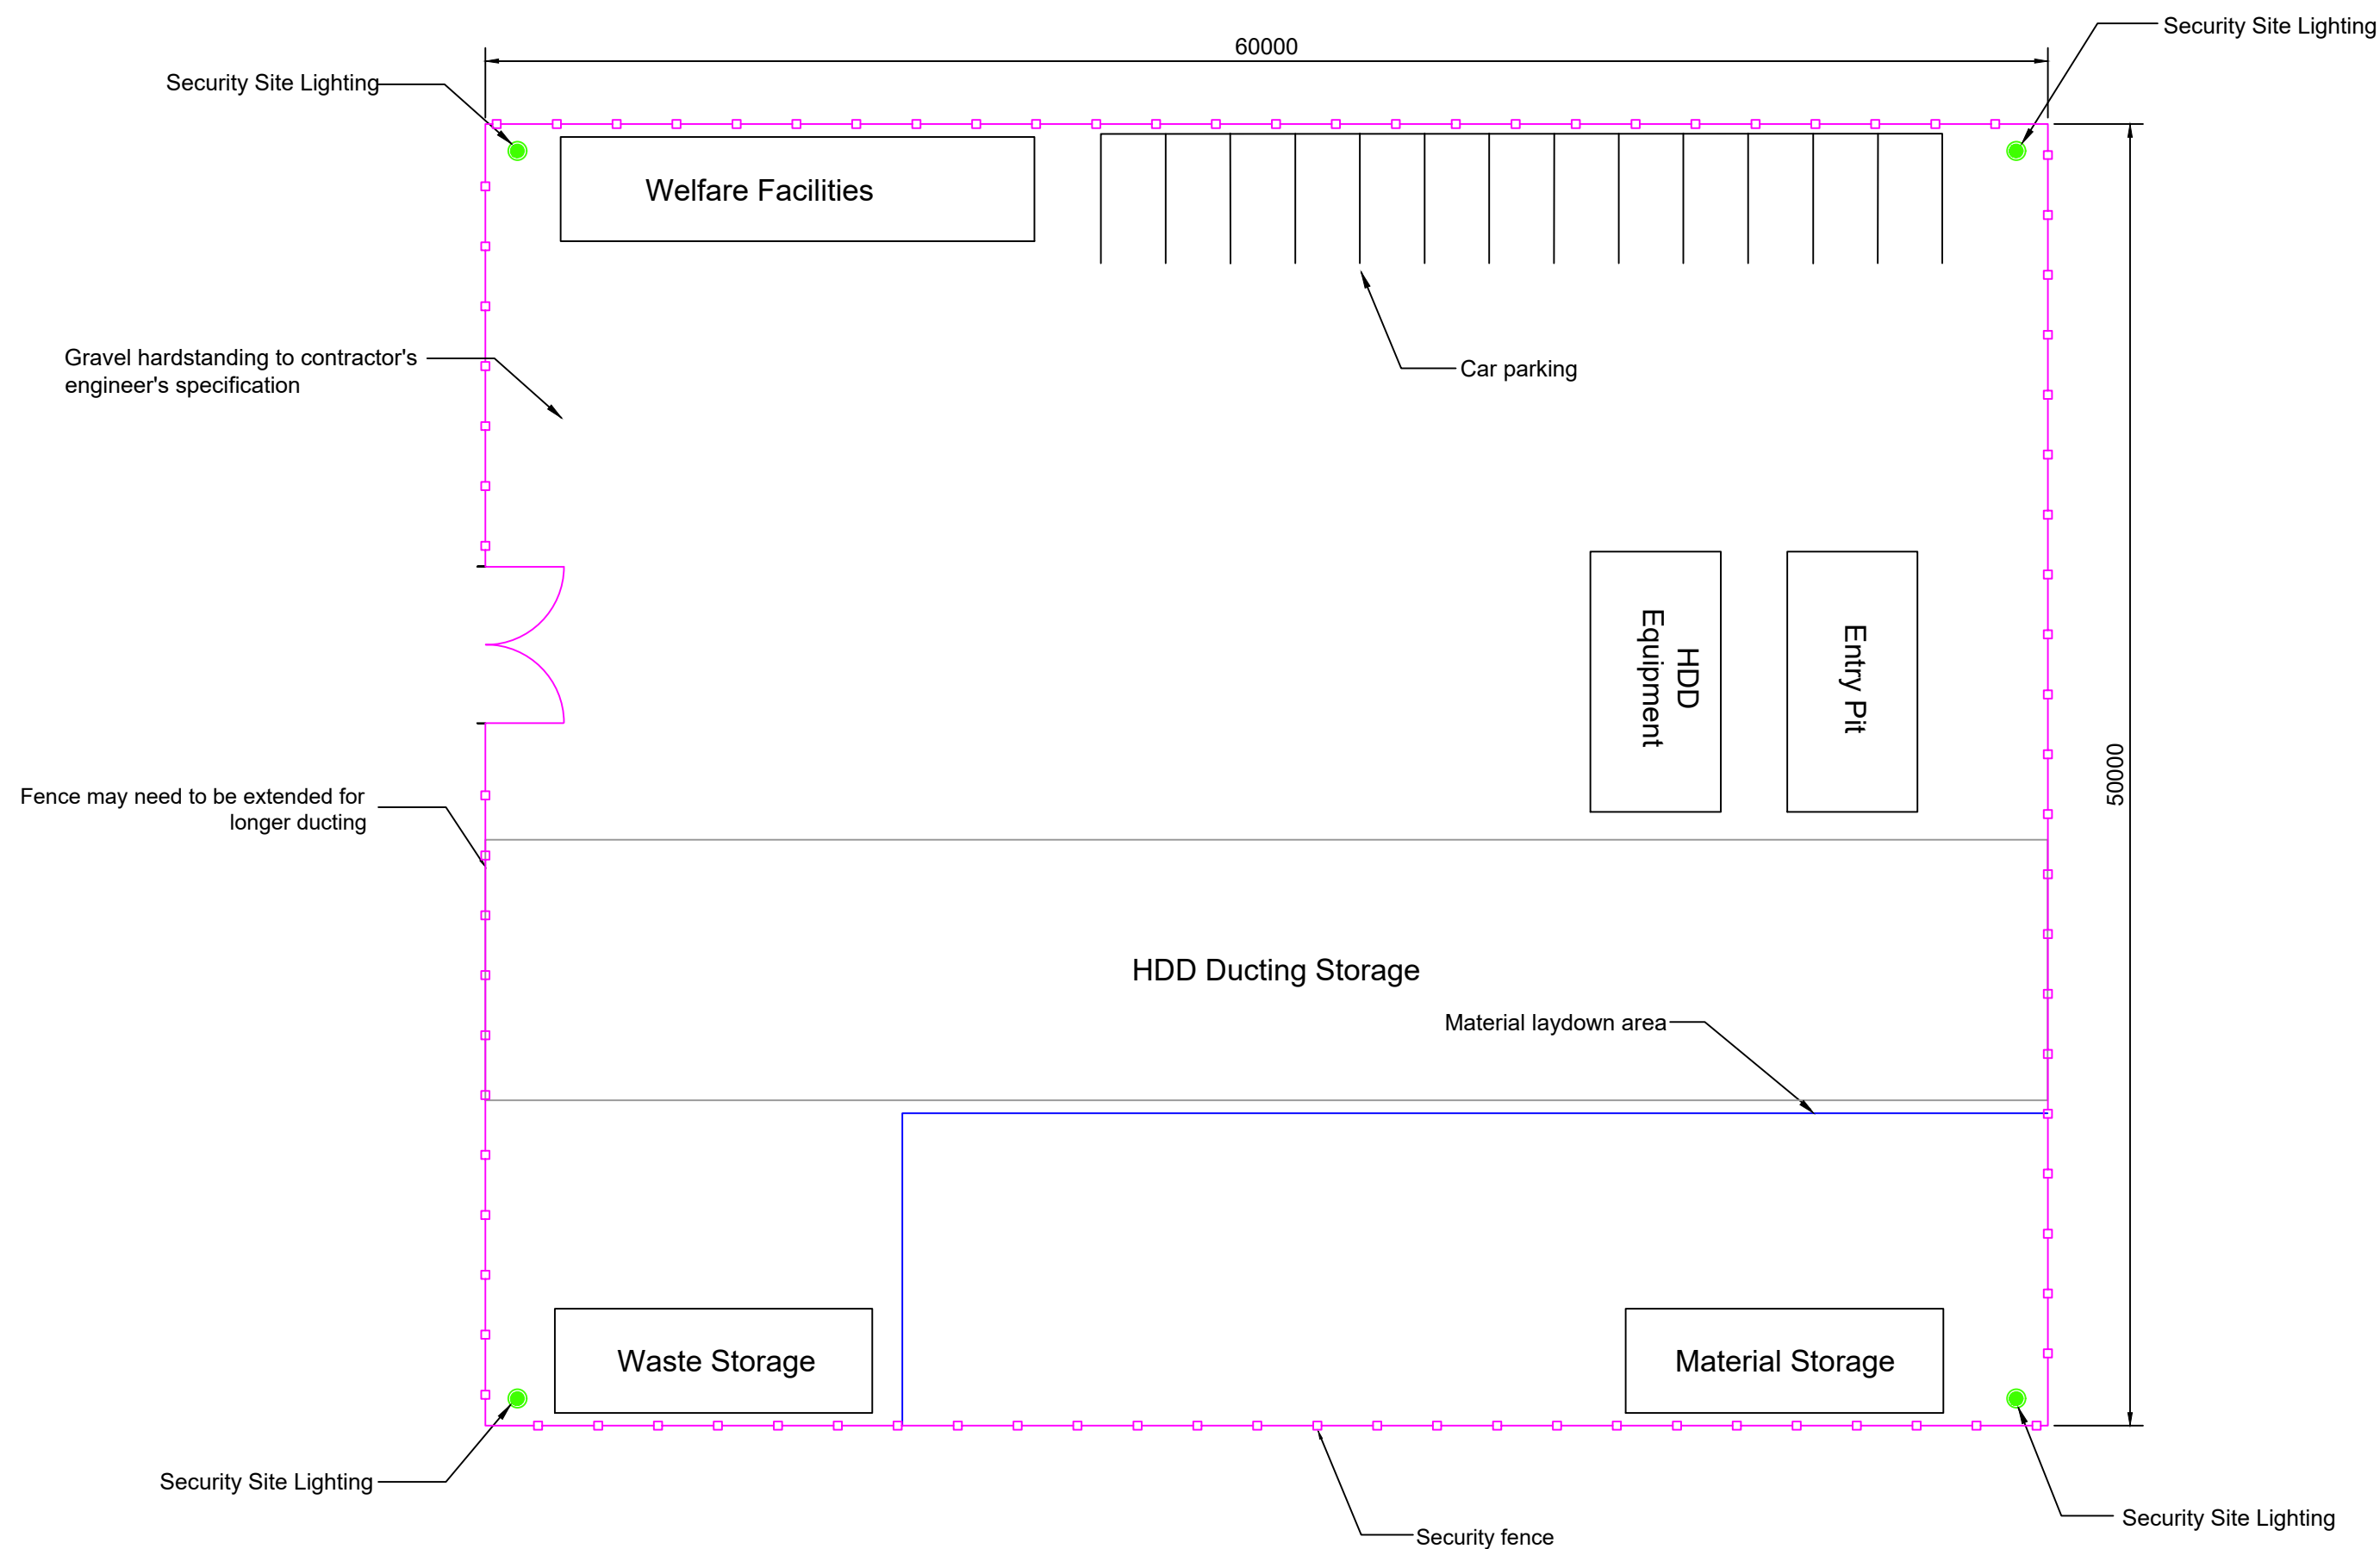 Security Site Lighting
60000
Security Site Lighting
Welfare Facilities
Gravel hardstanding to contractor's
engineer's specification
Car parking
HDD
Equipment
Entry Pit
50000
Fence may need to be extended for
longer ducting
HDD Ducting Storage
Material laydown area
Waste Storage
Material Storage
Security Site Lighting
Security Site Lighting
Security fence